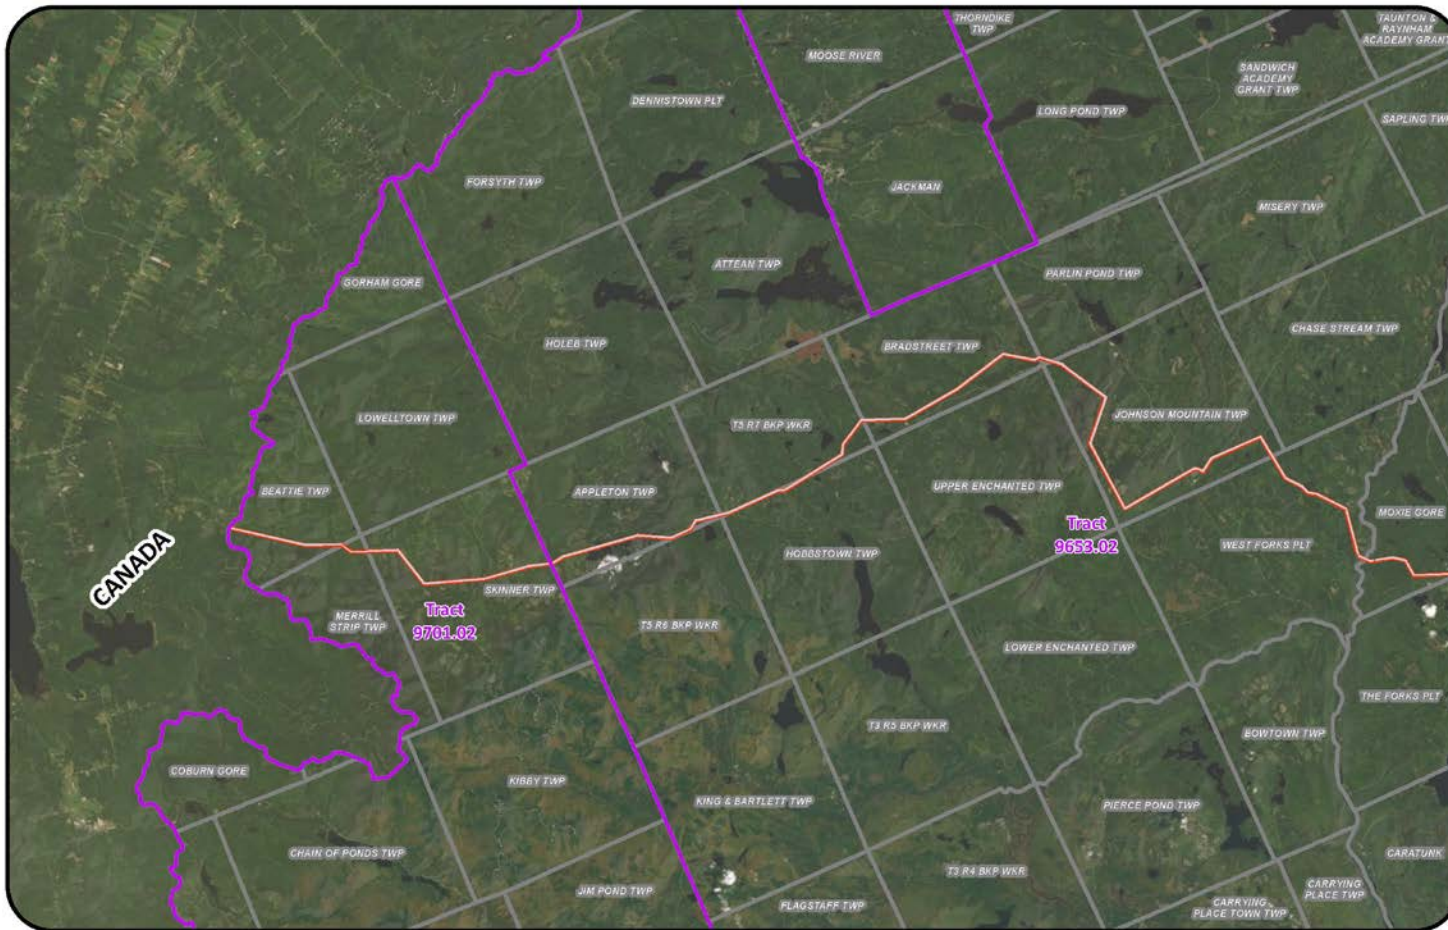 THORNDIKE
TWP
TAUNTON &
RAYNHAM
ACADEMY GRANT
MOOSE RIVER
SANDWICH
ACADEMY
GRANT TWP
DENNISTOWN PLT
LONG POND TWP
SAPLING TWP
FORSYTH TWP
JACKMAN
MISERY TWP
ATTEAN TWP
PARLIN POND TWP
GORHAM GORE
CHASE STREAM TWP
HOLEB TWP
BRADSTREET TWP
LOWELLTOWN TWP
T5 R7 BKP WKR
JOHNSON MOUNTAIN TWP
BEATTIE TWP
APPLETON TWP
UPPER ENCHANTED TWP
MOXIE GORE
Tract
9653.02
CANADA
HOBBSTOWN TWP
WEST FORKS PLT
SKINNER TWP
Tract
9701.02
MERRILL
STRIP TWP
T5 R6 BKP WKR
LOWER ENCHANTED TWP
THE FORKS PLT
T3 R5 BKP WKR
BOWTOWN TWP
COBURN GORE
KIBBY TWP
KING & BARTLETT TWP
PIERCE POND TWP
CHAIN OF PONDS TWP
CARATUNK
JIM POND TWP
T3 R4 BKP WKR
CARRYING
PLACE TWP
FLAGSTAFF TWP
CARRYING
PLACE TOWN TWP